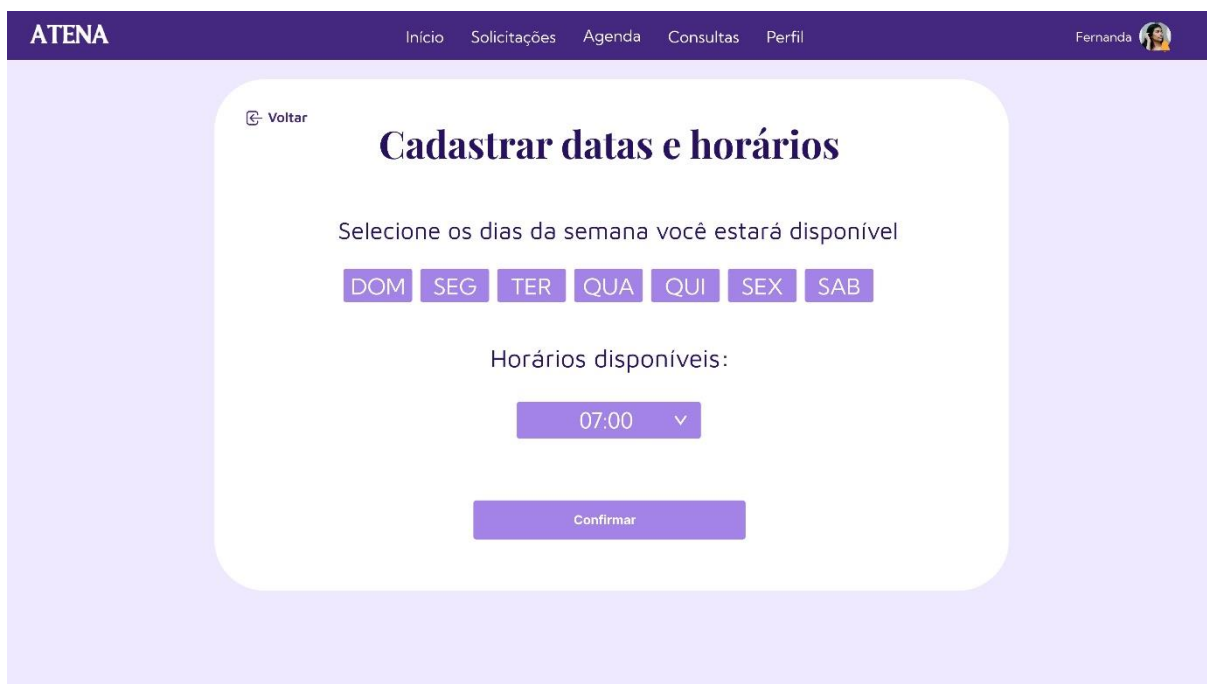 ATENA
Início Solicitações Agenda Consultas Perfil
Fernanda
Voltar
Cadastrar datas e horários
Selecione os dias da semana você estará disponível
DOM SEG TER QUA QUI SEX SAB
Horários disponíveis:
07:00
Confirmar